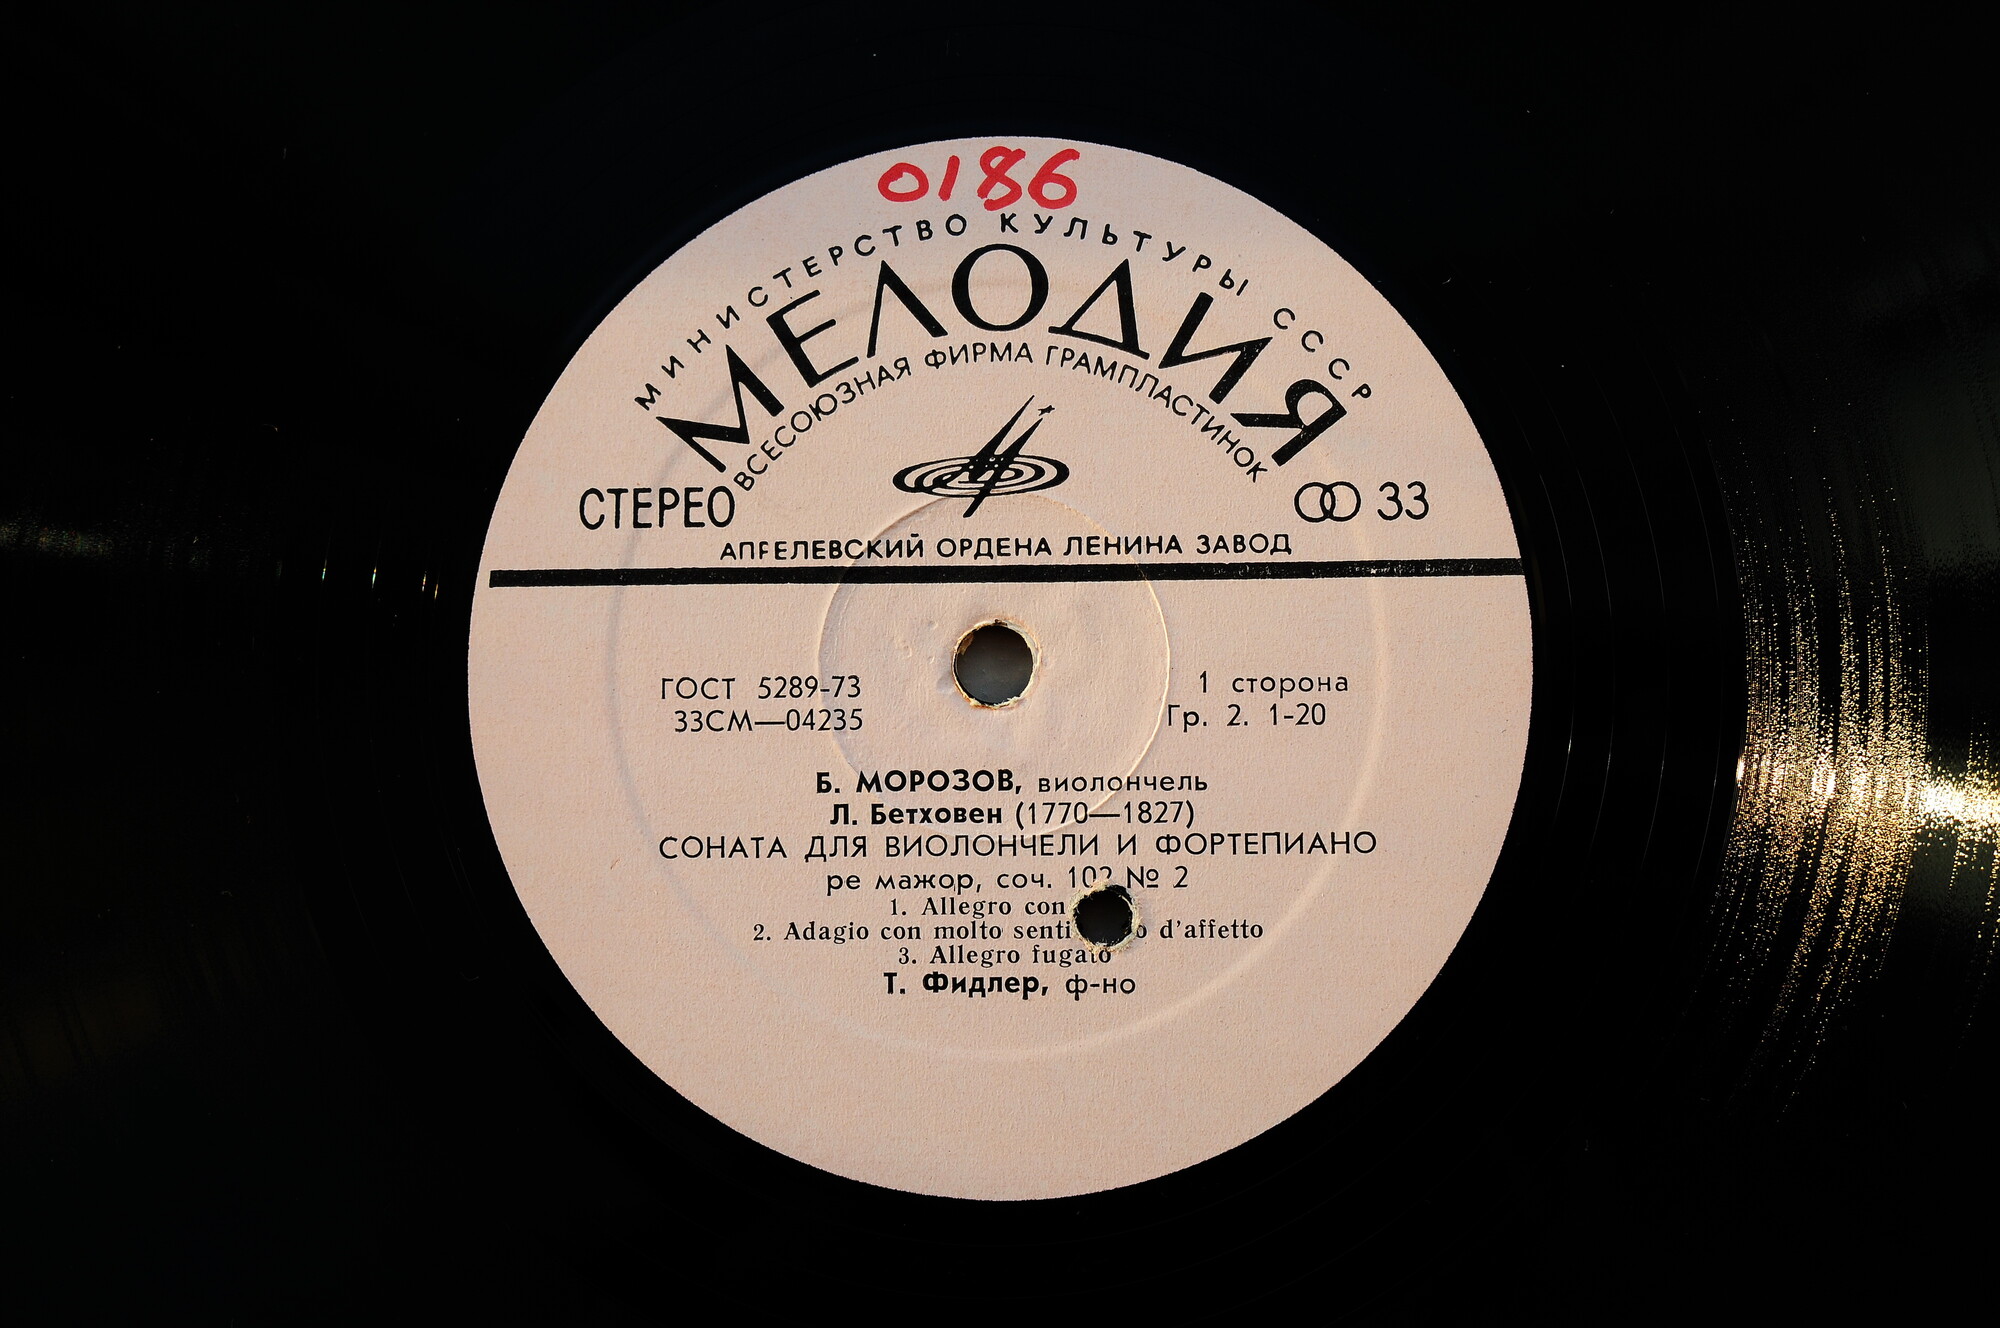 0186
МИНИСТЕРСТВО КУЛЬТУРЫ СССР
МЕЛОДИЯ
ВСЕСОЮЗНАЯ ФИРМА ГРАМПЛАСТИНОК
СТЕРЕО
33
АПРЕЛЕВСКИЙ ОРДЕНА ЛЕНИНА ЗАВОД
ГОСТ 5289-73
1 сторона
33СМ—04235
Гр. 2. 1-20
Б. МОРОЗОВ, виолончель
Л. Бетховен (1770—1827)
СОНАТА ДЛЯ ВИОЛОНЧЕЛИ И ФОРТЕПИАНО
ре мажор, соч. 102 № 2
1. Allegro con
2. Adagio con molto d'affetto
3. Allegro fugato
Т. Фидлер, ф-но